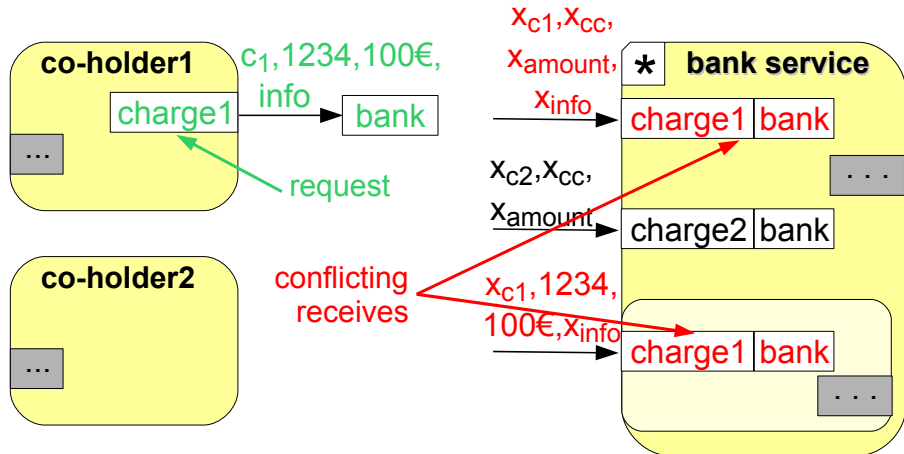 co-holder1
c1,1234,100€,
info
charge1
bank
...
request
co-holder2
...
conflicting
receives
xc1,xcc,
xamount,
xinfo
* bank service
charge1 bank
...
xc2,xcc,
xamount
charge2 bank
xc1,1234,
100€,xinfo
charge1 bank
...